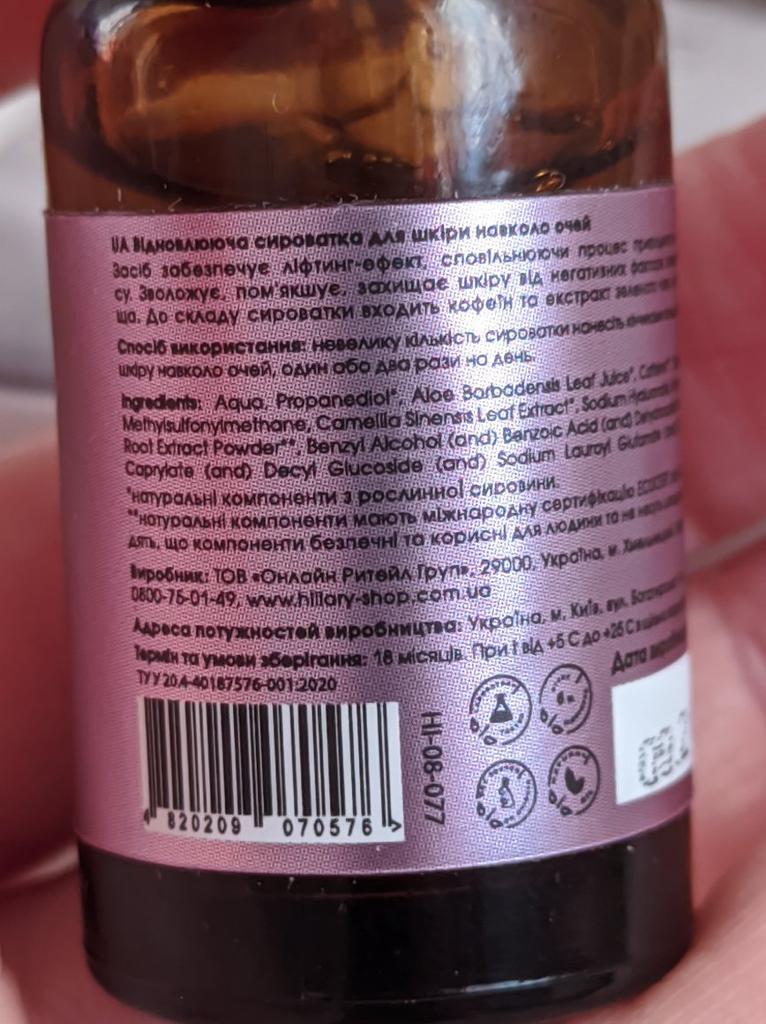 UA Відновлююча сироватка для шкіри навколо очей
Засіб забезпечує ліфтинг-ефект, сповільнюючи процес
су. Зволожує, пом'якшує, захищає шкіру від негативних
ща. До складу сироватки входить кофеїн та екстракт зеленого
Спосіб використання: невелику кількість сироватки нанесіть
шкіру навколо очей, один або два рази на день.
Ingredients: Aqua, Propanediol*, Aloe Barbadensis Leaf Juice*,
Methylsulfonylmethane, Camellia Sinensis Leaf Extract*, Sodium
Root Extract Powder**, Benzyl Alcohol (and) Benzoic Acid (and)
Caprylate (and) Decyl Glucoside (and) Sodium Lauroyl
*натуральні компоненти з рослинної сировини.
**натуральні компоненти мають міжнародну сертифікацію
дять, що компоненти безпечні та корисні для людини та не
Виробник: ТОВ «Онлайн Ритейл Груп», 29000, Україна, м.
0800-75-01-49, www.hillary-shop.com.ua
Адреса потужностей виробництва: Україна, м. Київ, вул.
Термін та умови зберігання: 18 місяців. При t від +5 С до +25 С в
ТУ У 20.4-40187576-001:2020
Дата
HI-08-077
4 820209 070576 >